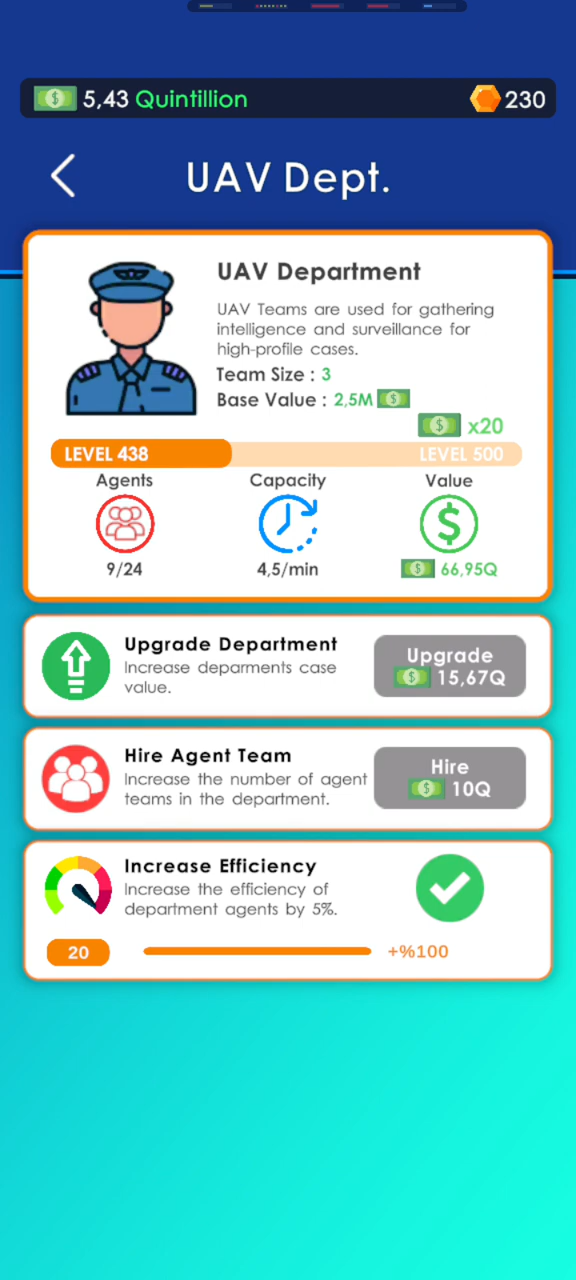 5,43 Quintillion
230
UAV Dept.
UAV Department
UAV Teams are used for gathering
intelligence and surveillance for
high-profile cases.
Team Size : 3
Base Value : 2,5M
x20
LEVEL 438
LEVEL 500
Agents
Capacity
Value
9/24
4,5/min
66,95Q
Upgrade Department
Increase deparments case
value.
Upgrade
15,67Q
Hire Agent Team
Increase the number of agent
teams in the department.
Hire
10Q
Increase Efficiency
Increase the efficiency of
department agents by 5%.
20
+%100